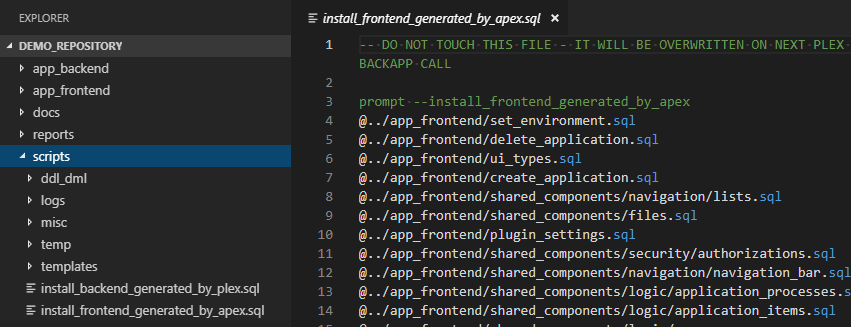 EXPLORER
DEMO_REPOSITORY
app_backend
app_frontend
docs
reports
scripts
ddl_dml
logs
misc
temp
templates
install_backend_generated_by_plex.sql
install_frontend_generated_by_apex.sql
install_frontend_generated_by_apex.sql ×
1 -- DO NOT TOUCH THIS FILE - IT WILL BE OVERWRITTEN ON NEXT PLEX
BACKAPP CALL
2
3 prompt --install_frontend_generated_by_apex
4 @../app_frontend/set_environment.sql
5 @../app_frontend/delete_application.sql
6 @../app_frontend/ui_types.sql
7 @../app_frontend/create_application.sql
8 @../app_frontend/shared_components/navigation/lists.sql
9 @../app_frontend/shared_components/files.sql
10 @../app_frontend/plugin_settings.sql
11 @../app_frontend/shared_components/security/authorizations.sql
12 @../app_frontend/shared_components/navigation/navigation_bar.sql
13 @../app_frontend/shared_components/logic/application_processes.s
14 @../app_frontend/shared_components/logic/application_items.sql